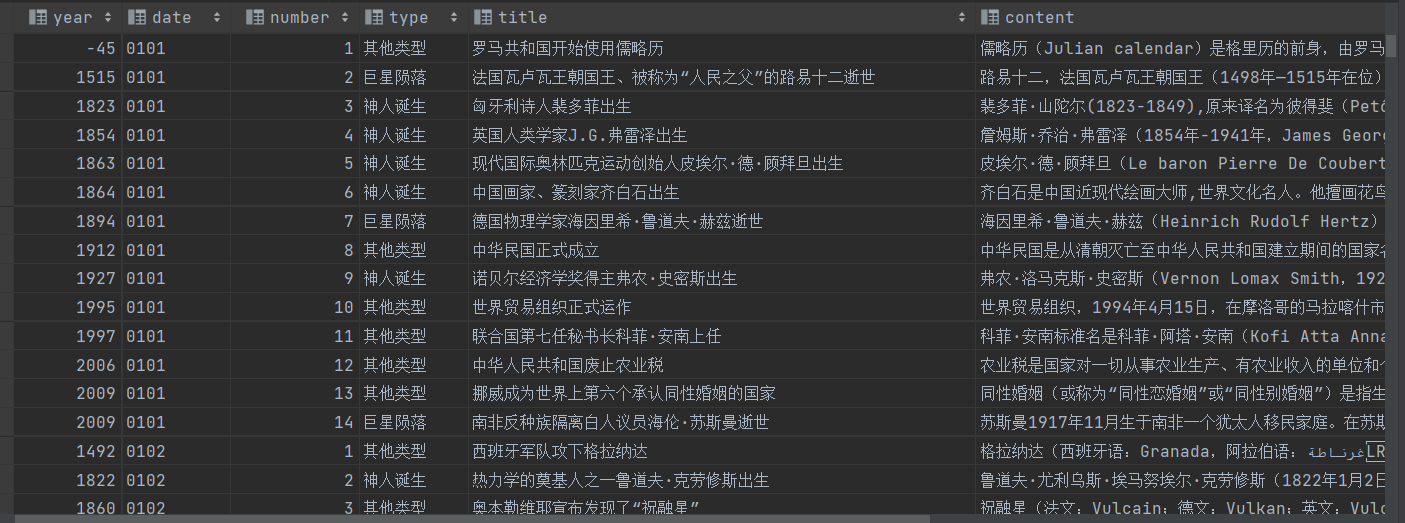 year date number type title content
-45 0101 1 其他类型 罗马共和国开始使用儒略历 儒略历（Julian calendar）是格里历的前身，由罗马
1515 0101 2 巨星陨落 法国瓦卢瓦王朝国王、被称为“人民之父”的路易十二逝世 路易十二，法国瓦卢瓦王朝国王（1498年—1515年在位）
1823 0101 3 神人诞生 匈牙利诗人裴多菲出生 裴多菲·山陀尔(1823-1849),原来译名为彼得斐（Pető
1854 0101 4 神人诞生 英国人类学家J.G.弗雷泽出生 詹姆斯·乔治·弗雷泽（1854年-1941年，James Georg
1863 0101 5 神人诞生 现代国际奥林匹克运动创始人皮埃尔·德·顾拜旦出生 皮埃尔·德·顾拜旦（Le baron Pierre De Coubert
1864 0101 6 神人诞生 中国画家、篆刻家齐白石出生 齐白石是中国近现代绘画大师,世界文化名人。他擅画花鸟
1894 0101 7 巨星陨落 德国物理学家海因里希·鲁道夫·赫兹逝世 海因里希·鲁道夫·赫兹（Heinrich Rudolf Hertz）
1912 0101 8 其他类型 中华民国正式成立 中华民国是从清朝灭亡至中华人民共和国建立期间的国家名
1927 0101 9 神人诞生 诺贝尔经济学奖得主弗农·史密斯出生 弗农·洛马克斯·史密斯（Vernon Lomax Smith，192
1995 0101 10 其他类型 世界贸易组织正式运作 世界贸易组织，1994年4月15日，在摩洛哥的马拉喀什市
1997 0101 11 其他类型 联合国第七任秘书长科菲·安南上任 科菲·安南标准名是科菲·阿塔·安南（Kofi Atta Anna
2006 0101 12 其他类型 中华人民共和国废止农业税 农业税是国家对一切从事农业生产、有农业收入的单位和个
2009 0101 13 其他类型 挪威成为世界上第六个承认同性婚姻的国家 同性婚姻（或称为“同性恋婚姻”或“同性别婚姻”）是指生
2009 0101 14 巨星陨落 南非反种族隔离白人议员海伦·苏斯曼逝世 苏斯曼1917年11月生于南非一个犹太人移民家庭。在苏斯
1492 0102 1 其他类型 西班牙军队攻下格拉纳达 格拉纳达（西班牙语：Granada，阿拉伯语：غرناطة LR
1822 0102 2 神人诞生 热力学的奠基人之一鲁道夫·克劳修斯出生 鲁道夫·尤利乌斯·埃马努埃尔·克劳修斯（1822年1月2日
1860 0102 3 其他类型 奥本勒维耶宣布发现了“祝融星” 祝融星（法文：Vulcain；德文：Vulkan；英文：Vulc